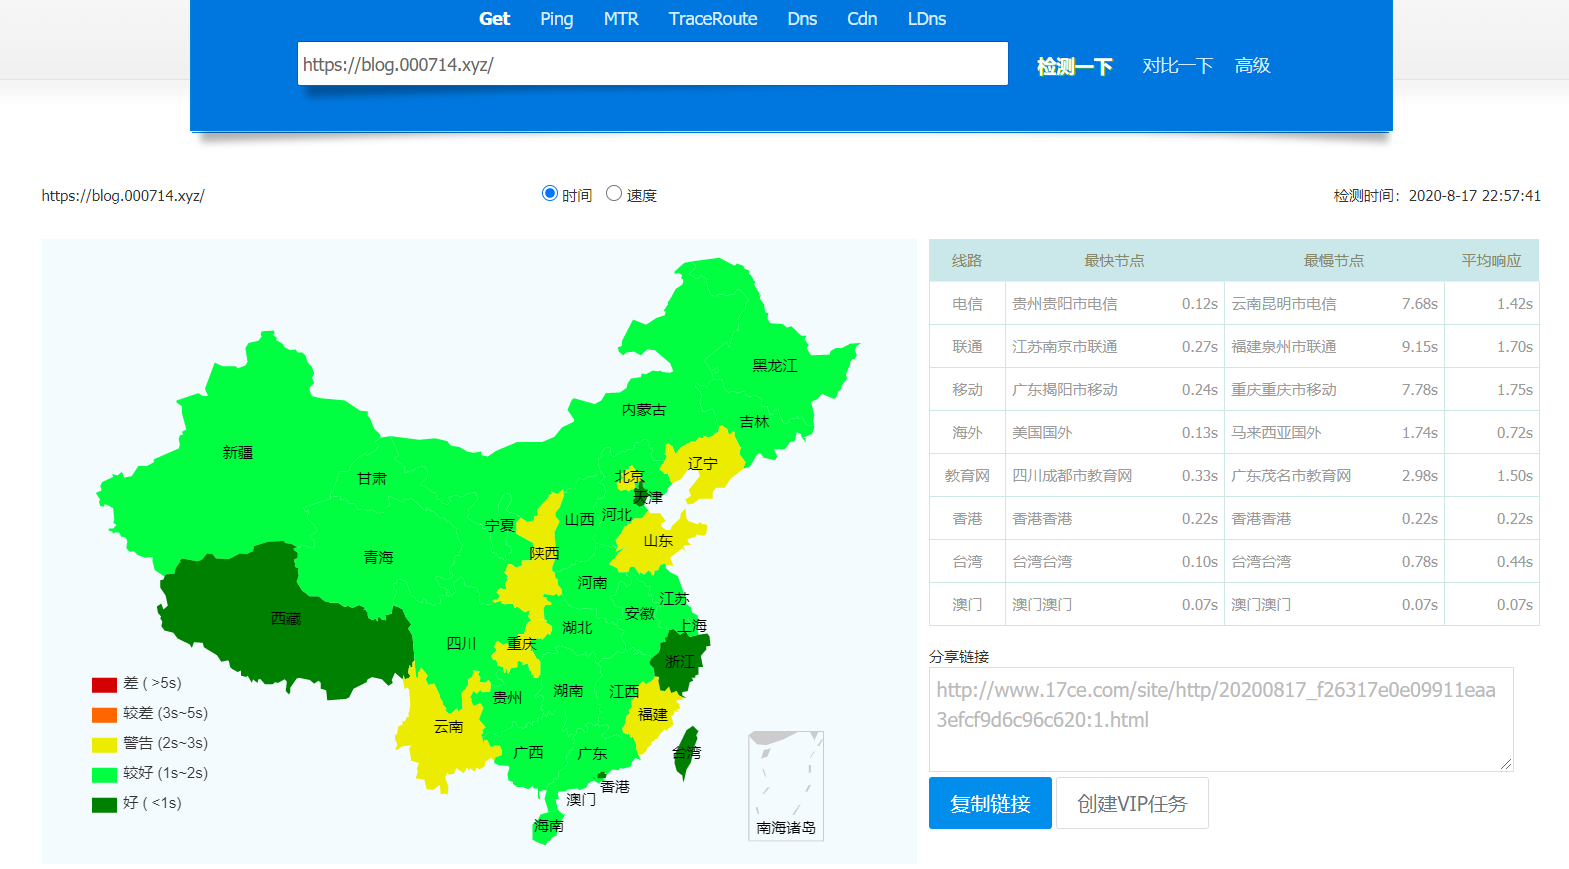 Get Ping MTR TraceRoute Dns Cdn LDns
https://blog.000714.xyz/ 检测一下 对比一下 高级
https://blog.000714.xyz/ 时间 速度 检测时间：2020-8-17 22:57:41
黑龙江
内蒙古
吉林
新疆
辽宁
北京
甘肃
天津
河北
山西
宁夏
山东
陕西
青海
河南
江苏
安徽
西藏
上海
湖北
四川
重庆
浙江
湖南
江西
贵州
福建
云南
广西
广东
台湾
香港
澳门
海南
南海诸岛
差 ( >5s)
较差 (3s~5s)
警告 (2s~3s)
较好 (1s~2s)
好 ( <1s)
线路 最快节点 最慢节点 平均响应
电信 贵州贵阳市电信 0.12s 云南昆明市电信 7.68s 1.42s
联通 江苏南京市联通 0.27s 福建泉州市联通 9.15s 1.70s
移动 广东揭阳市移动 0.24s 重庆重庆市移动 7.78s 1.75s
海外 美国国外 0.13s 马来西亚国外 1.74s 0.72s
教育网 四川成都市教育网 0.33s 广东茂名市教育网 2.98s 1.50s
香港 香港香港 0.22s 香港香港 0.22s 0.22s
台湾 台湾台湾 0.10s 台湾台湾 0.78s 0.44s
澳门 澳门澳门 0.07s 澳门澳门 0.07s 0.07s
分享链接
http://www.17ce.com/site/http/20200817_f26317e0e09911eaa
3efcf9d6c96c620:1.html
复制链接 创建VIP任务